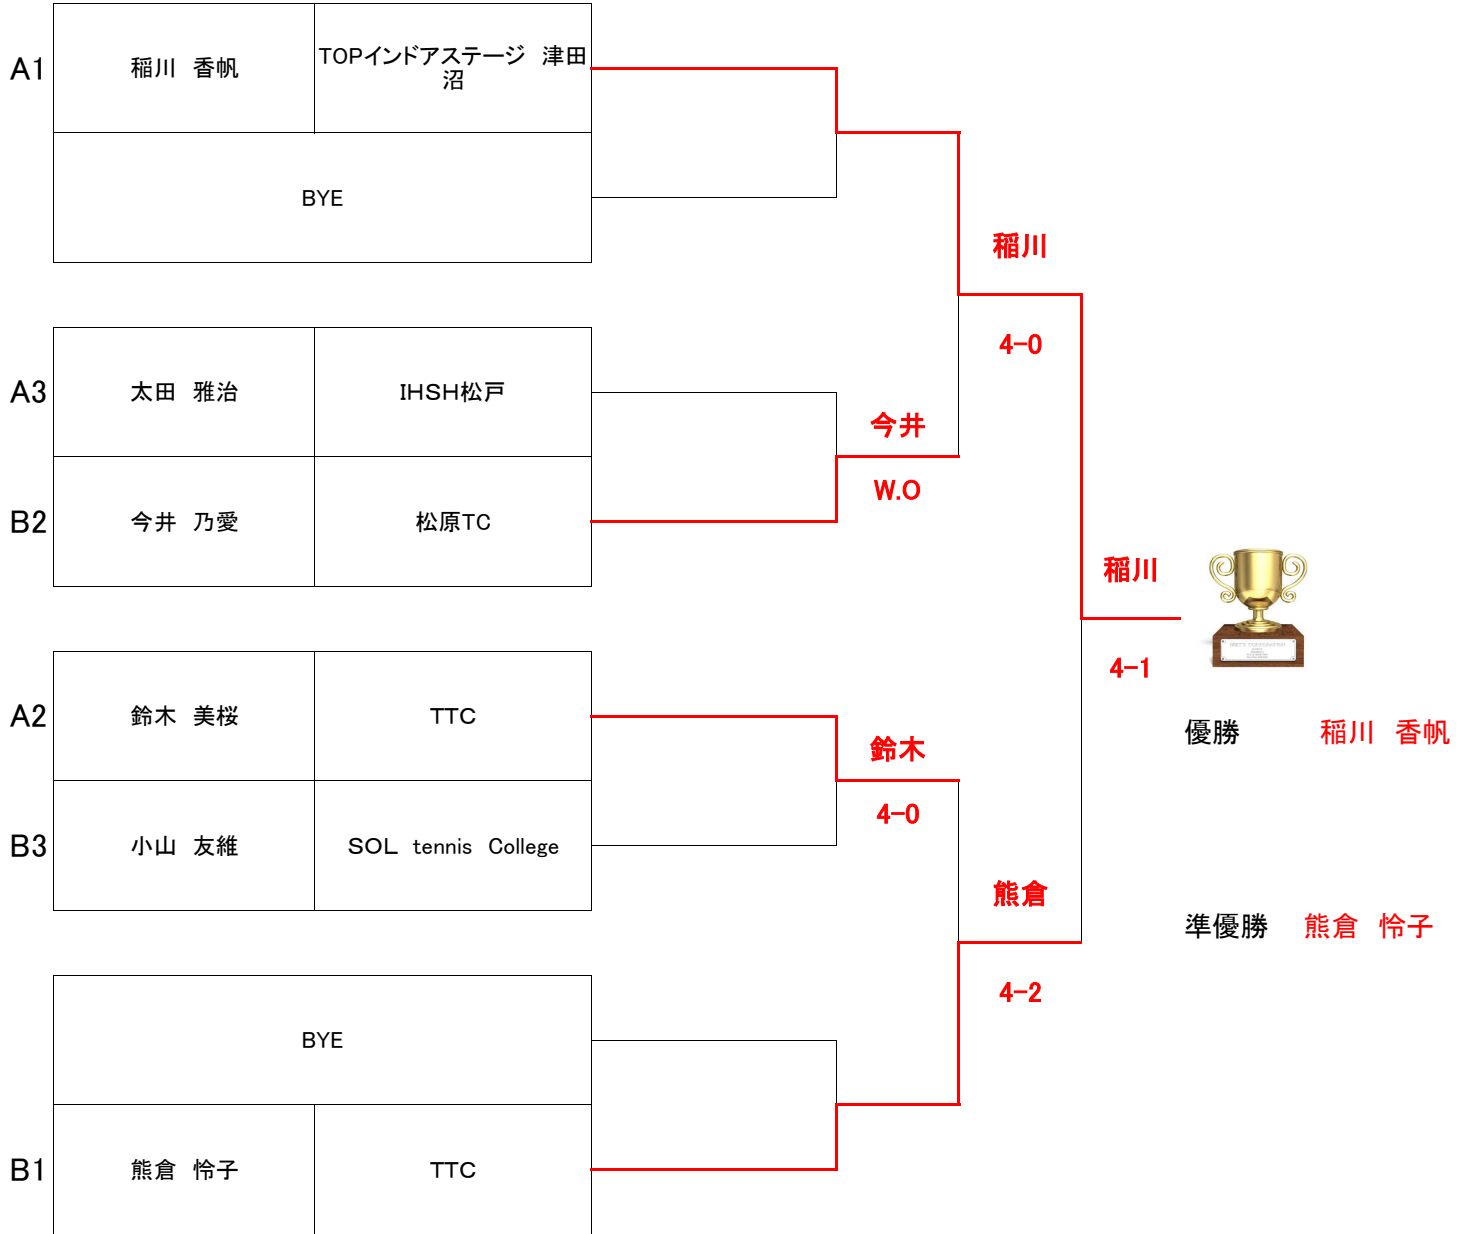 A1
稲川　香帆
TOPインドアステージ　津田
沼
BYE
稲川
4-0
A3
太田　雅治
IHSH松戸
今井
W.O
B2
今井　乃愛
松原TC
稲川
4-1
A2
鈴木　美桜
TTC
鈴木
4-0
優勝　稲川　香帆
B3
小山　友維
SOL　tennis　College
熊倉
4-2
準優勝　熊倉　怜子
BYE
B1
熊倉　怜子
TTC